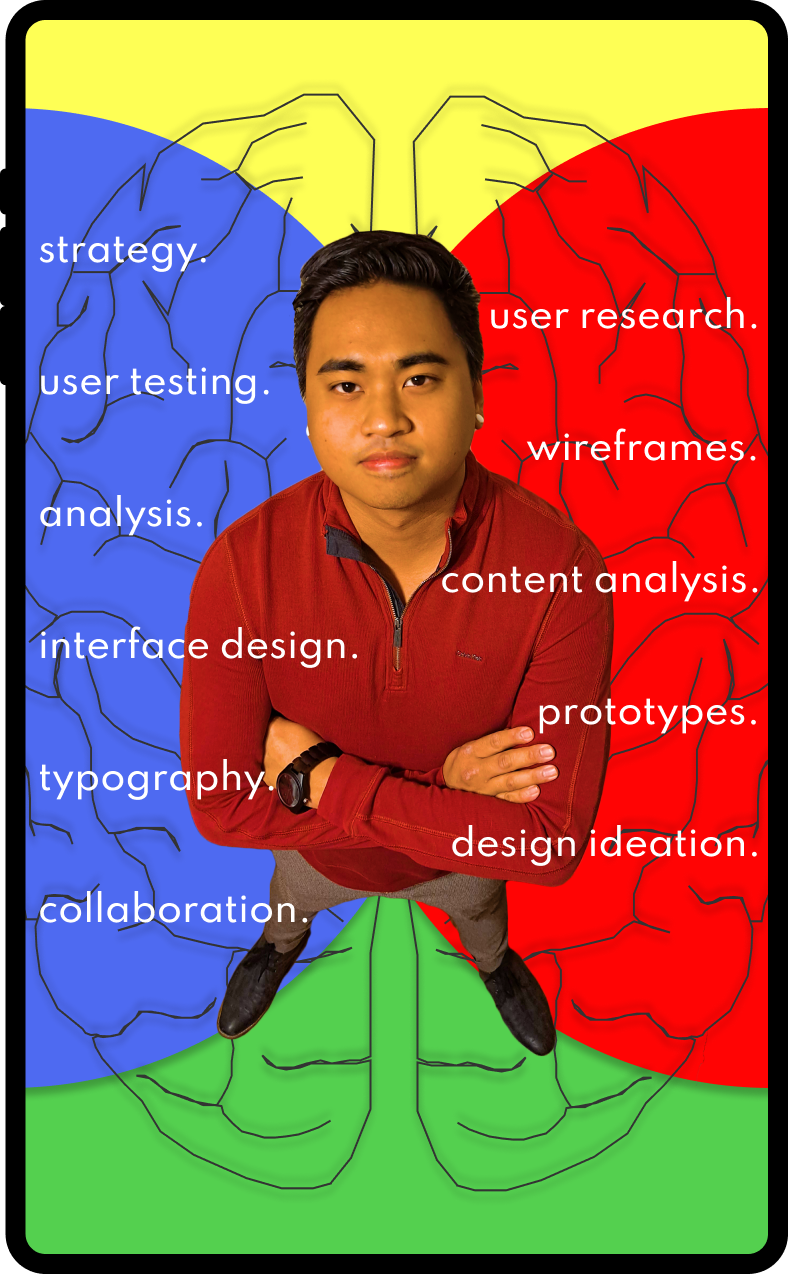 strategy.
user research.
user testing.
wireframes.
analysis.
content analysis.
interface design.
prototypes.
typography.
design ideation.
collaboration.